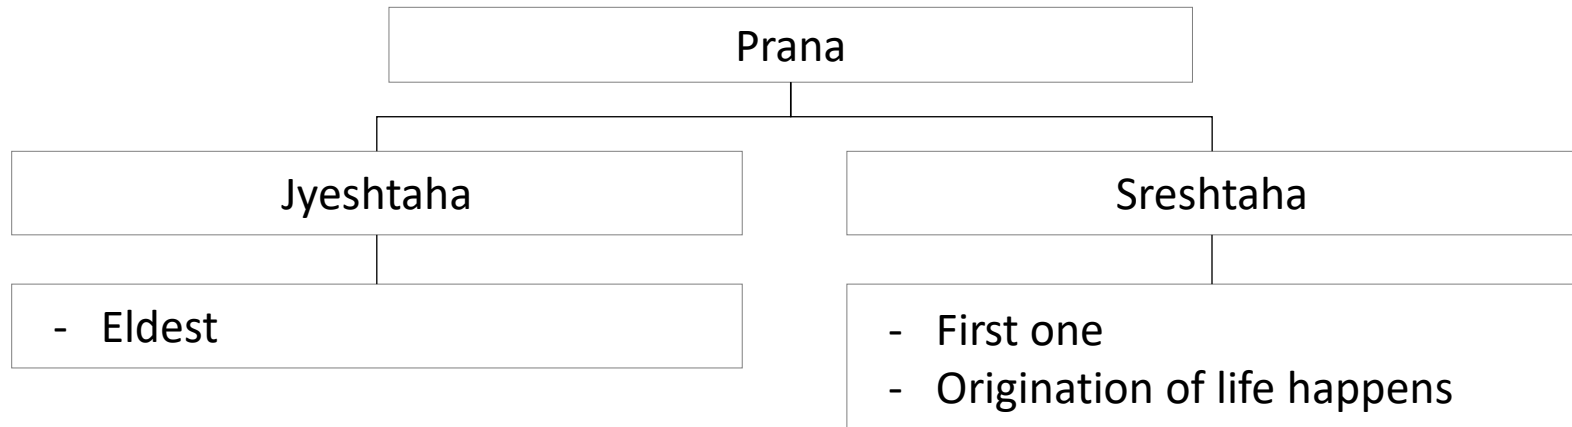 Prana
Jyeshtaha
Sreshtaha
- Eldest
- First one
- Origination of life happens